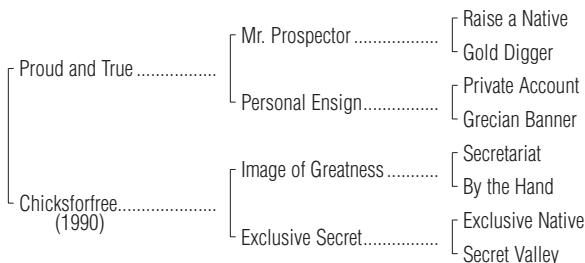 Raise a Native
Mr. Prospector ..................
Gold Digger
Proud and True .................
Private Account
Personal Ensign................
Grecian Banner
Secretariat
Image of Greatness ...........
By the Hand
Chicksforfree.....................
(1990)
Exclusive Native
Exclusive Secret................
Secret Valley